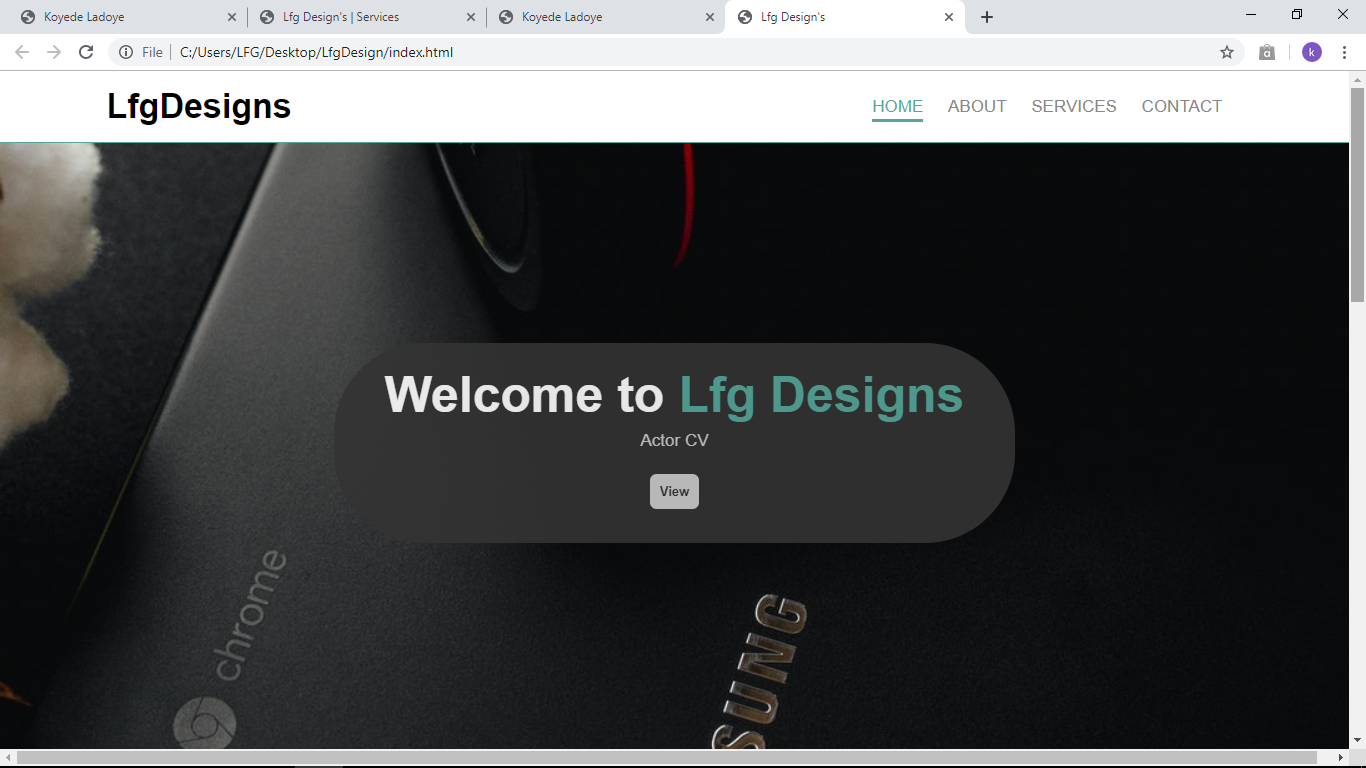 Koyede Ladoye
Lfg Design's | Services
Koyede Ladoye
Lfg Design's
File
C:/Users/LFG/Desktop/LfgDesign/index.html
k
LfgDesigns
HOME
ABOUT
SERVICES
CONTACT
Welcome to Lfg Designs
Actor CV
View
chrome
SUNG